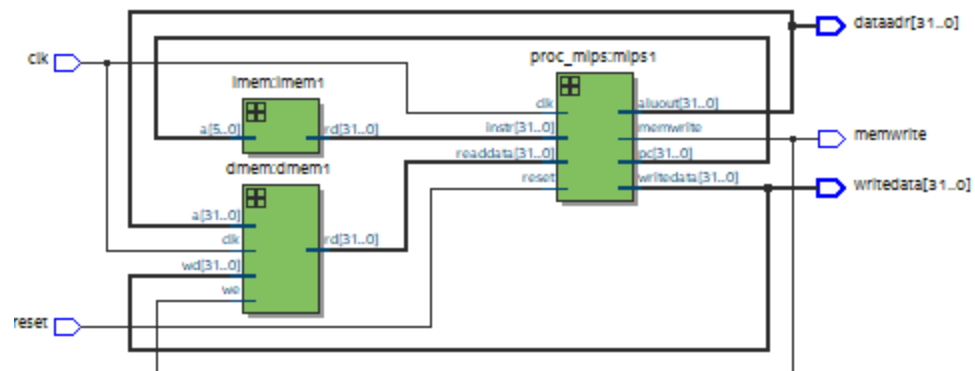 dataadr[31..0]
proc_mips:mips1
clk
imem:imem1
clk
aluout[31..0]
a[5..0]
rd[31..0]
instr[31..0]
memwrite
memwrite
readdata[31..0]
pc[31..0]
dmem:dmem1
reset
writedata[31..0]
writedata[31..0]
a[31..0]
clk
rd[31..0]
wd[31..0]
we
reset